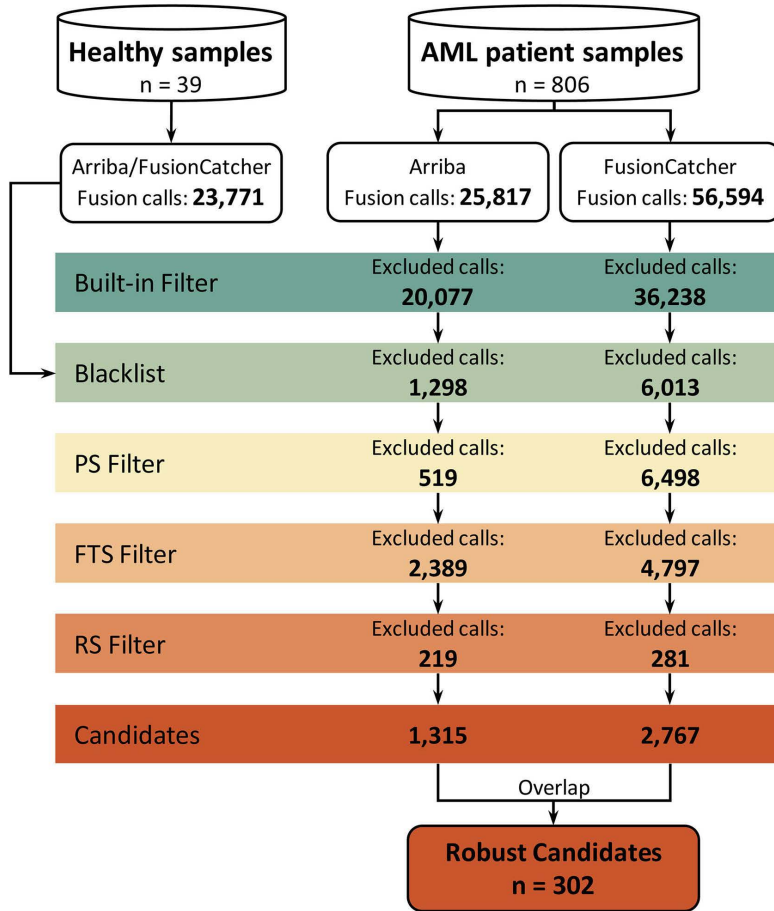 Healthy samples
n = 39
AML patient samples
n = 806
Arriba/FusionCatcher
Fusion calls: 23,771
Arriba
Fusion calls: 25,817
FusionCatcher
Fusion calls: 56,594
Built-in Filter
Excluded calls:
20,077
Excluded calls:
36,238
Blacklist
Excluded calls:
1,298
Excluded calls:
6,013
PS Filter
Excluded calls:
519
Excluded calls:
6,498
FTS Filter
Excluded calls:
2,389
Excluded calls:
4,797
RS Filter
Excluded calls:
219
Excluded calls:
281
Candidates
1,315
2,767
Overlap
Robust Candidates
n = 302